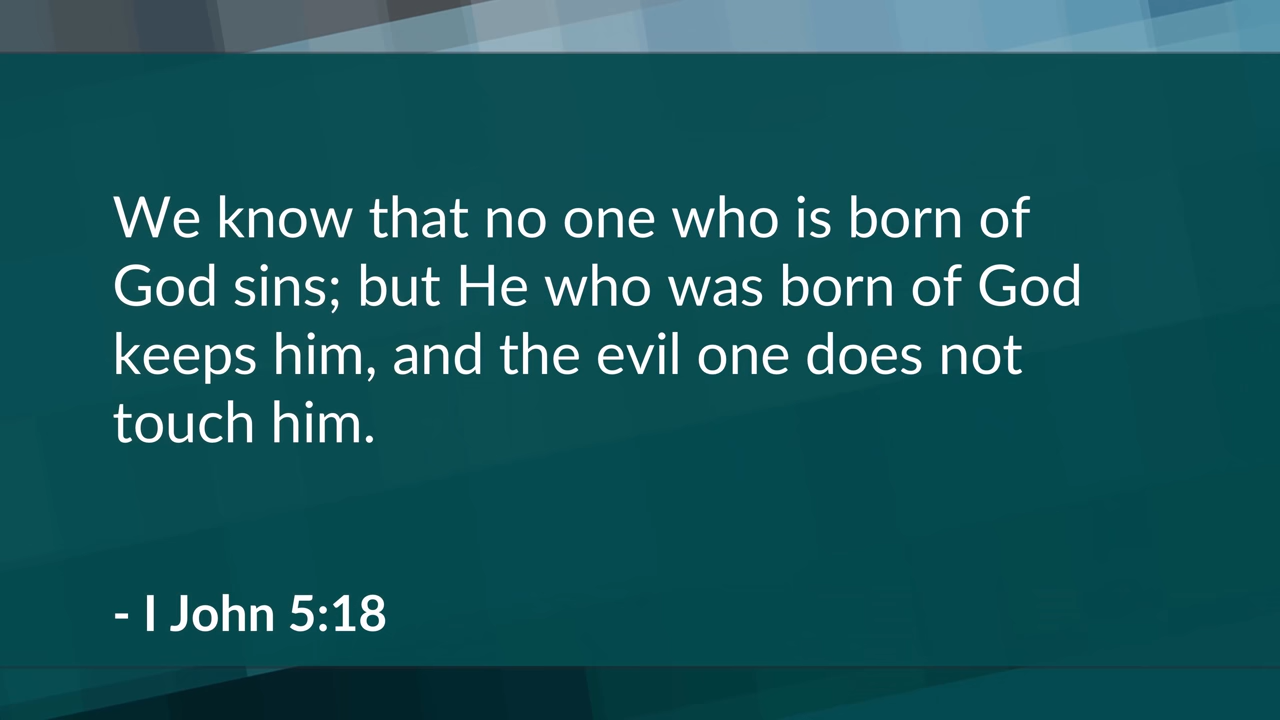 We know that no one who is born of
God sins; but He who was born of God
keeps him, and the evil one does not
touch him.
- I John 5:18